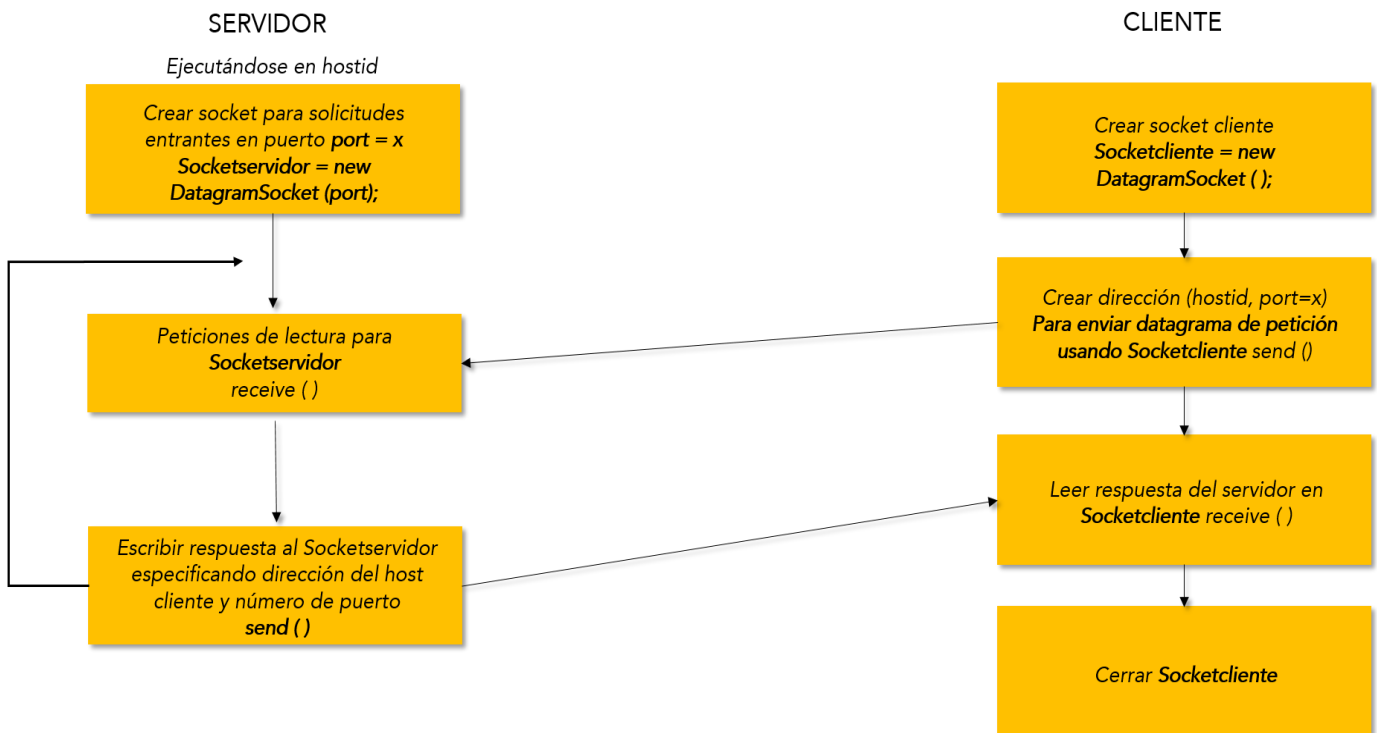 SERVIDOR
Ejecutándose en hostid
Crear socket para solicitudes
entrantes en puerto port = x
Socketservidor = new
DatagramSocket (port);
Peticiones de lectura para
Socketservidor
receive ( )
Escribir respuesta al Socketservidor
especificando dirección del host
cliente y número de puerto
send ( )
CLIENTE
Crear socket cliente
Socketcliente = new
DatagramSocket ( );
Crear dirección (hostid, port=x)
Para enviar datagrama de petición
usando Socketcliente send ()
Leer respuesta del servidor en
Socketcliente receive ( )
Cerrar Socketcliente